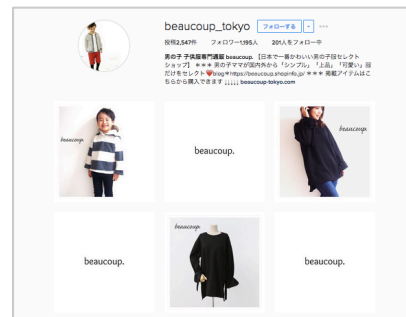 beaucoup_tokyo フォローする
投稿2,547件 フォロワー1,195人 201人をフォロー中
男の子 子供服専門通販 beaucoup. 【日本で一番かわいい男の子服セレクト
ショップ】 ＊＊＊ 男の子ママが国内外から「シンプル」「上品」「可愛い」服
だけをセレクト❤️blog＊https://beaucoup.shopinfo.jp/ ＊＊＊ 掲載アイテムはこ
ちらから購入できます ↓↓↓↓↓ beaucoup-tokyo.com
beaucoup.
beaucoup.
beaucoup.
beaucoup.
beaucoup.
beaucoup.